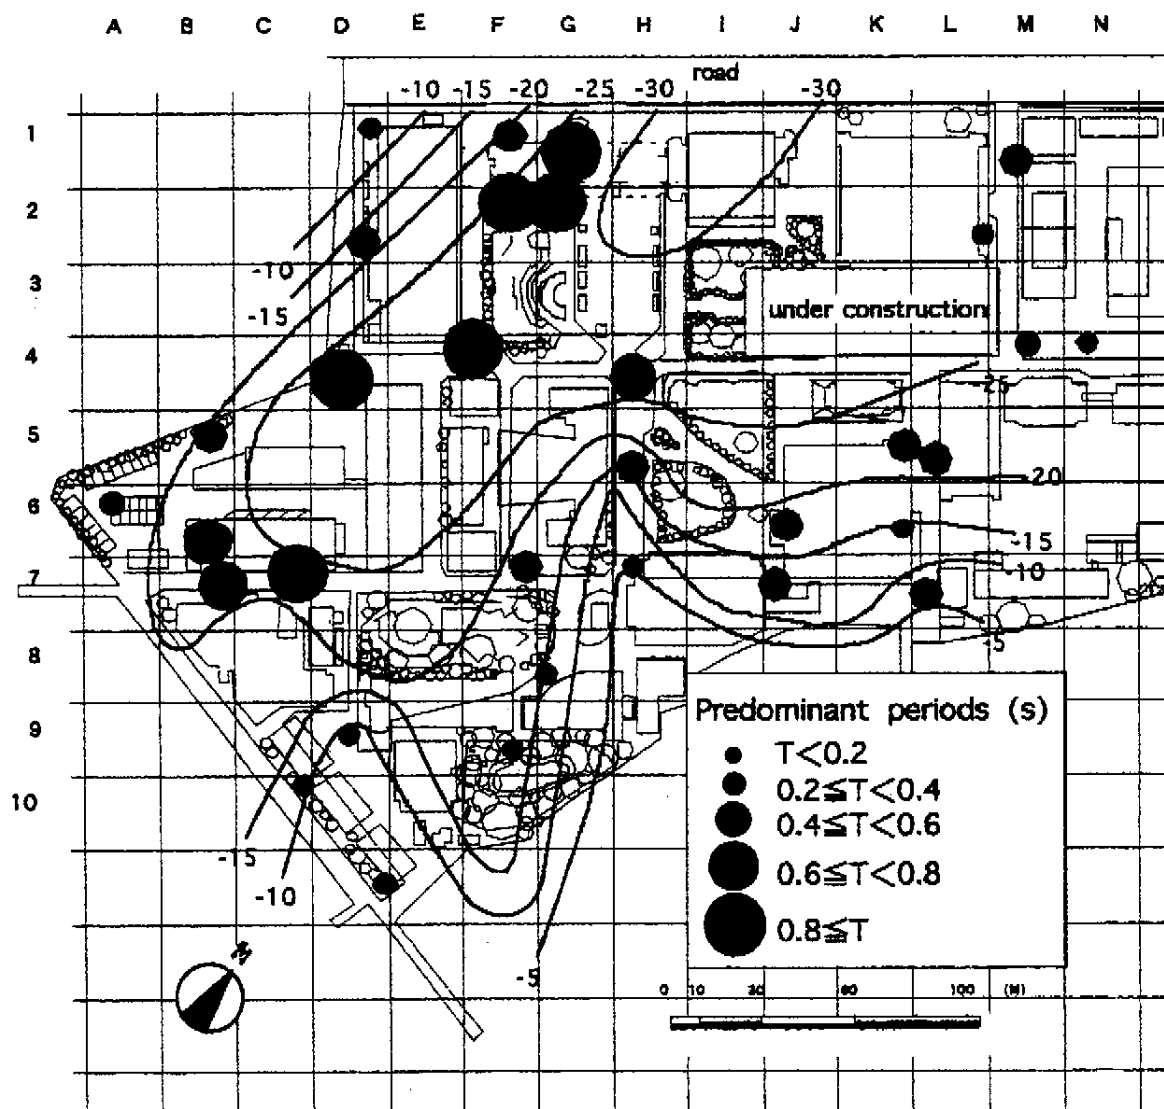 A B C D E F G H I J K L M N
road
-10 -15 -20 -25 -30 -30
1
2
-10
3
-15
under construction
4
-25
5
-20
6
-15
7
-10
-5
8
Predominant periods (s)
9
T<0.2
0.2≦T<0.4
10
0.4≦T<0.6
-15
0.6≦T<0.8
-10
0.8≦T
N
-5
0 10 30 60 100 (M)